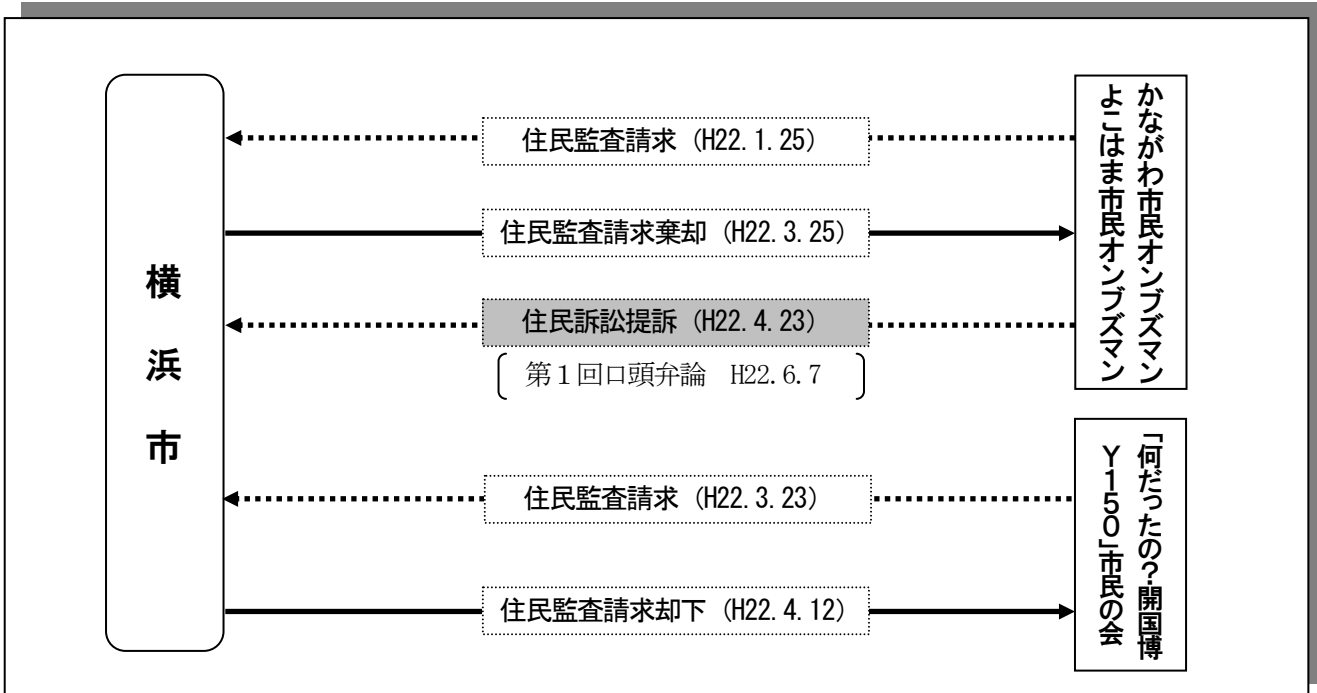 横浜市
住民監査請求 (H22.1.25)
住民監査請求棄却 (H22.3.25)
住民訴訟提訴 (H22.4.23)
第1回口頭弁論 H22.6.7
かながわ市民オンブズマン
よこはま市民オンブズマン
住民監査請求 (H22.3.23)
住民監査請求却下 (H22.4.12)
「何だったの?開国博
Y150」市民の会